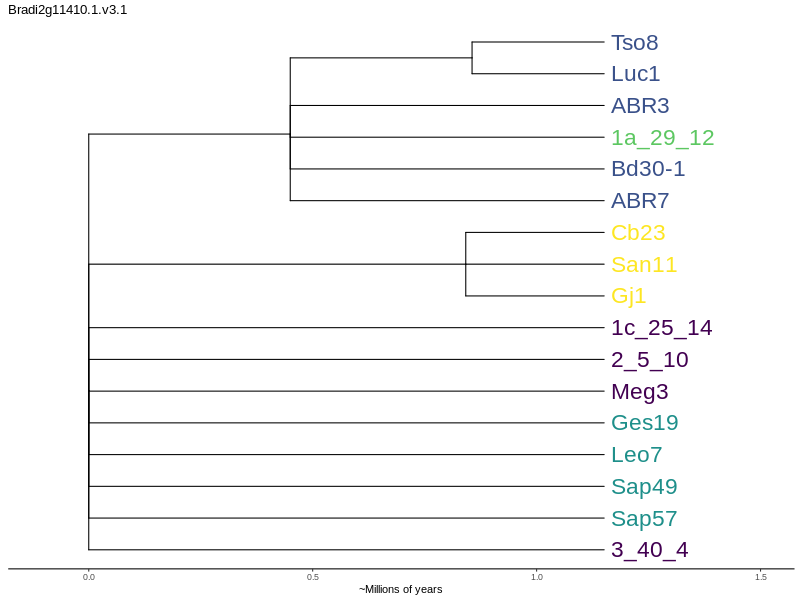 Bradi2g11410.1.v3.1
Tso8
Luc1
ABR3
1a_29_12
Bd30-1
ABR7
Cb23
San11
Gj1
1c_25_14
2_5_10
Meg3
Ges19
Leo7
Sap49
Sap57
3_40_4
0.0 0.5 1.0 1.5
~Millions of years